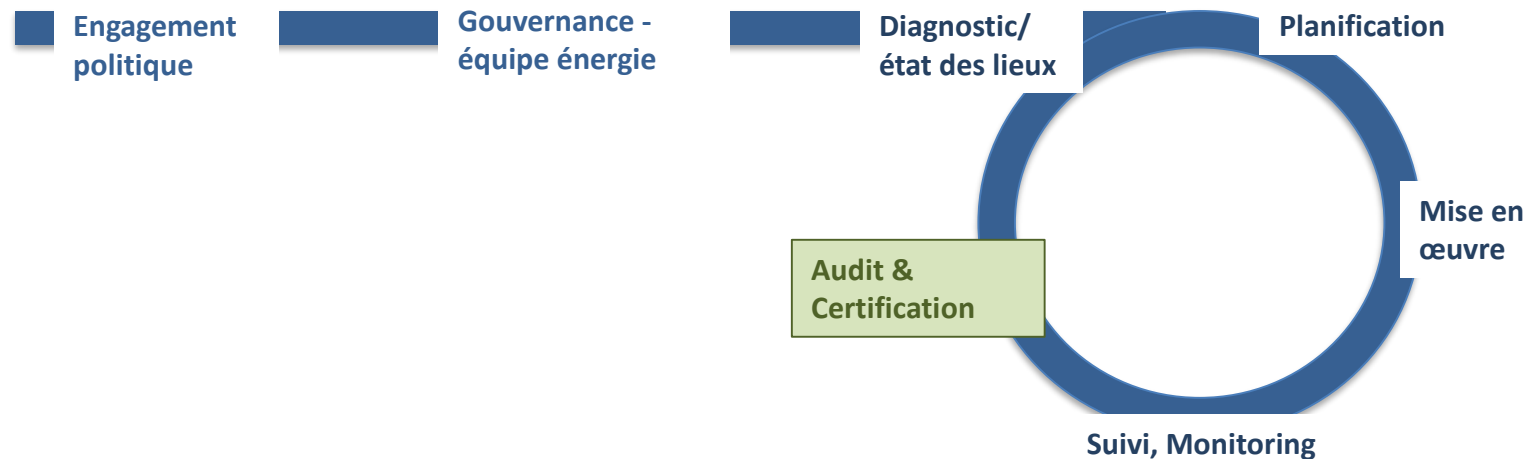 Engagement
politique
Gouvernance -
équipe énergie
Diagnostic/
état des lieux
Planification
Mise en
œuvre
Audit &
Certification
Suivi, Monitoring